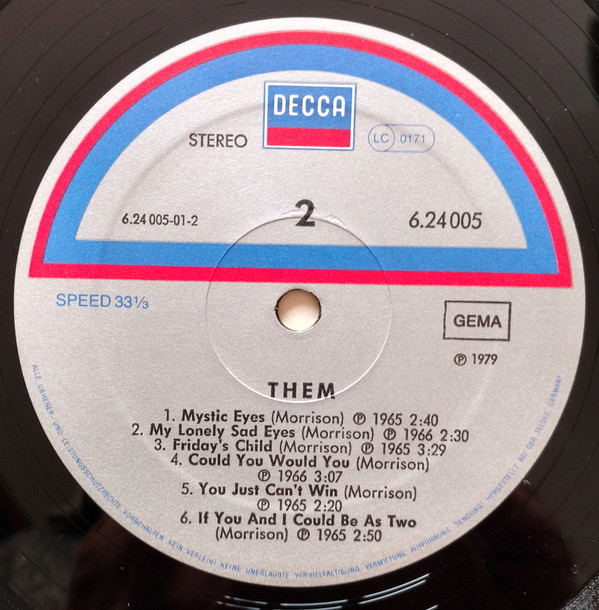 DECCA
STEREO
LC 0171
6.24 005-01-2
2
6.24 005
SPEED 33⅓
GEMA
℗ 1979
THEM
1. Mystic Eyes (Morrison) ℗ 1965 2:40
2. My Lonely Sad Eyes (Morrison) ℗ 1966 2:30
3. Friday's Child (Morrison) ℗ 1965 3:29
4. Could You Would You (Morrison)
℗ 1966 3:07
5. You Just Can't Win (Morrison)
℗ 1965 2:20
6. If You And I Could Be As Two
(Morrison) ℗ 1965 2:50
ALLE URHEBER- UND LEISTUNGSSCHUTZRECHTE VORBEHALTEN KEIN VERLEIH! KEINE UNERLAUBTE VERVIELFÄLTIGUNG, VERMIETUNG, AUFFÜHRUNG, SENDUNG! HERGESTELLT BEI DER TELDEC GERMANY